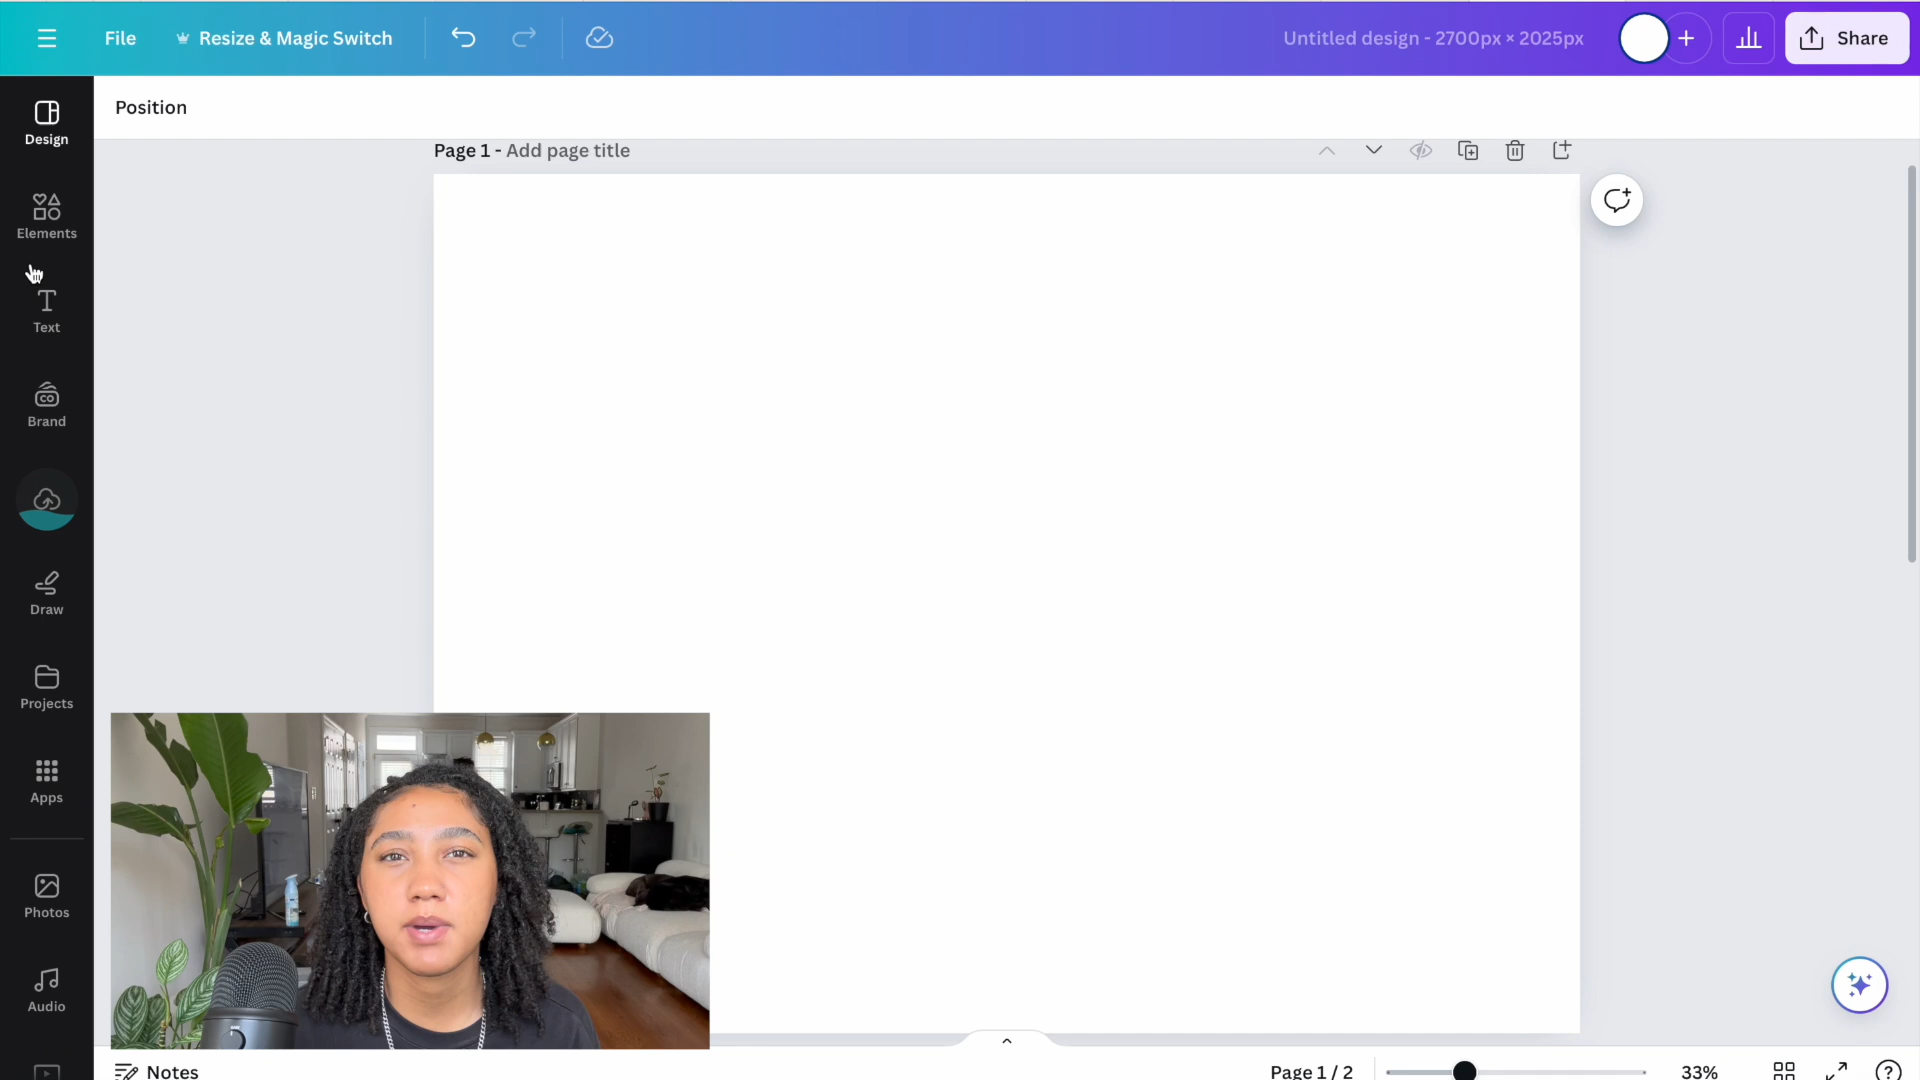 File
Resize & Magic Switch
Untitled design - 2700px × 2025px
Share
Design
Position
Page 1 - Add page title
Elements
Text
Brand
CO
Draw
Projects
Apps
Photos
Audio
Notes
Page 1 / 2
33%